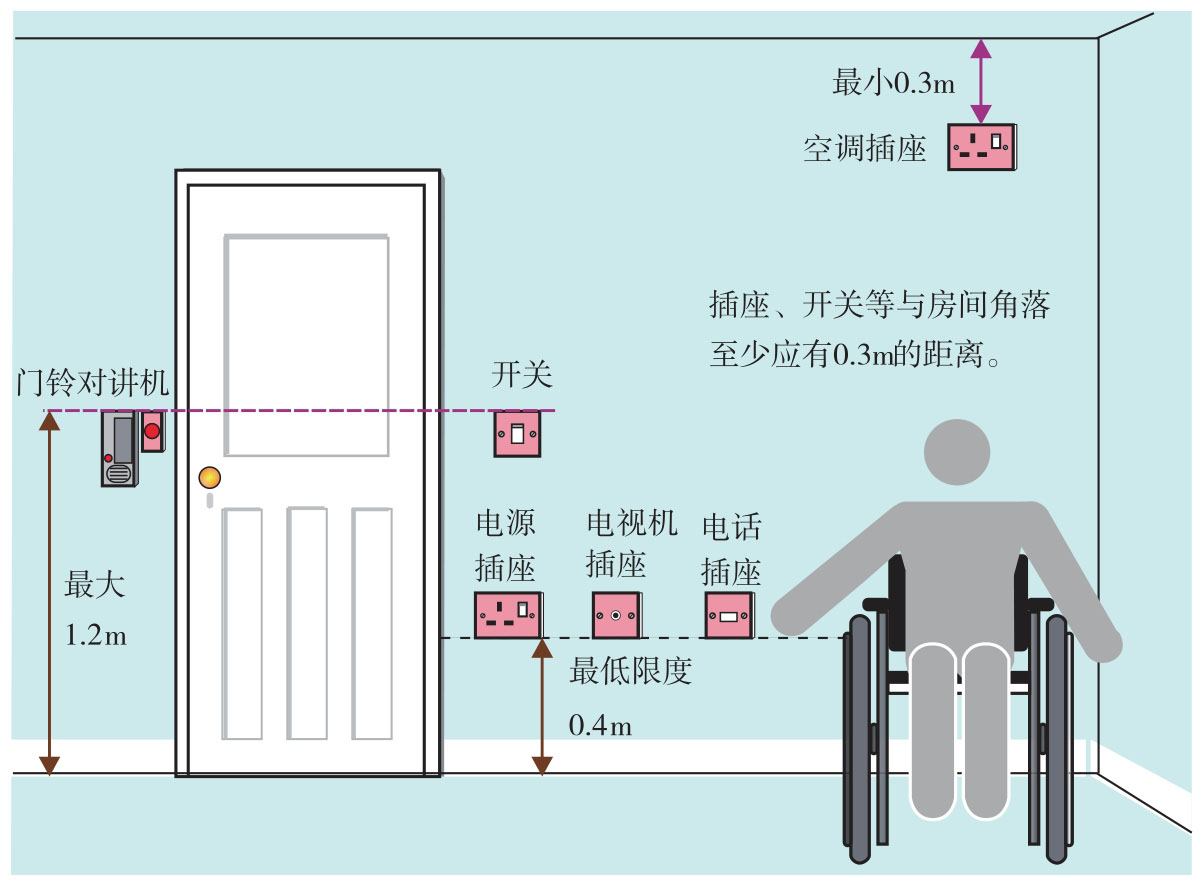 最小0.3m
空调插座
插座、开关等与房间角落
至少应有0.3m的距离。
门铃对讲机
开关
电源
插座
电视机
插座
电话
插座
最大
1.2m
最低限度
0.4m